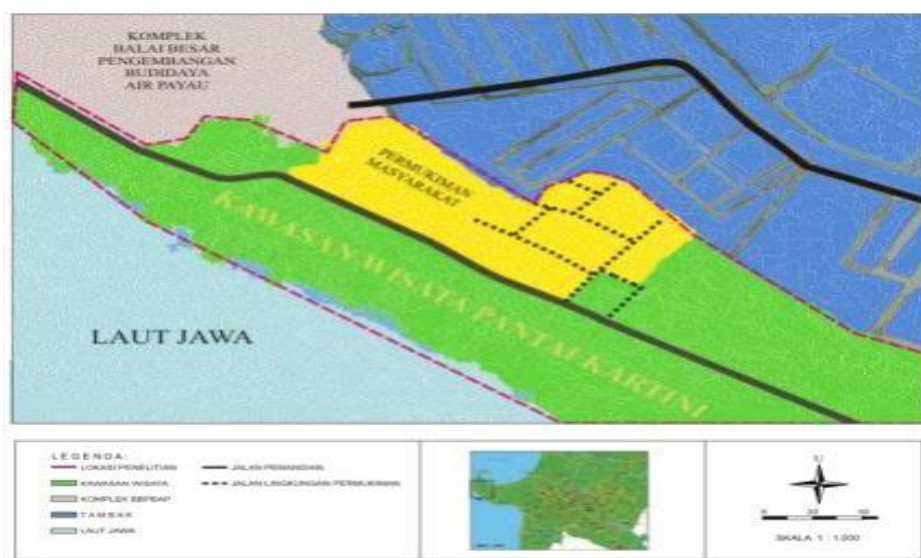 KOMPLEK
BALAI BESAR
PENGEMBANGAN
BUDIDAYA
AIR PAYAU
PERMUKIMAN
MASYARAKAT
KAWASAN WISATA PANTAI KARTINI
LAUT JAWA
LEGENDA:
LOKASI PENELITIAN
KAWASAN WISATA
KOMPLEK BBPBAP
TAMBAK
LAUT JAWA
JALAN PEMANDIAN
JALAN LINGKUNGAN PERMUKIMAN
SKALA 1 : 1.000